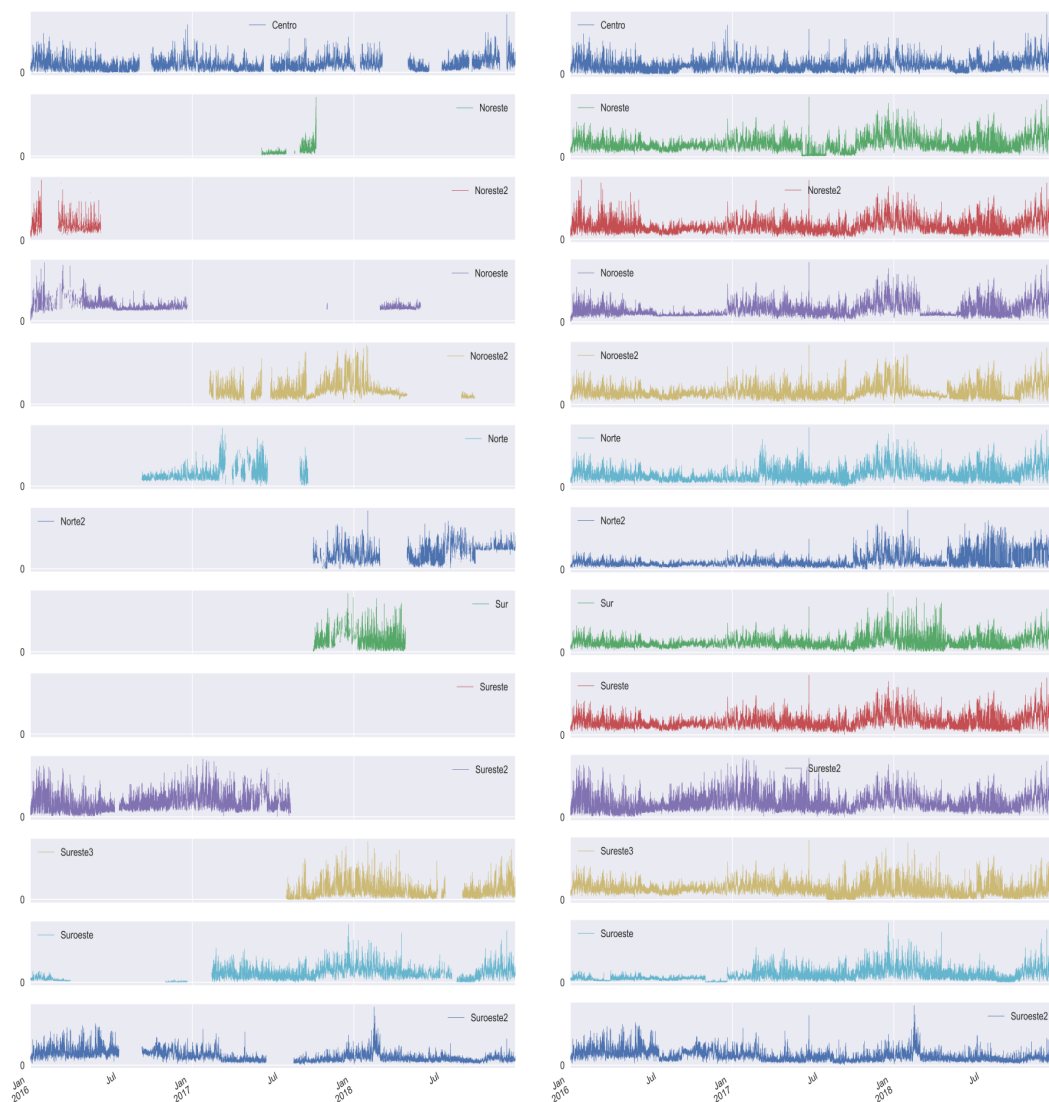 Centro
0
Noreste
0
Noreste2
0
Noroeste
0
Noroeste2
0
Norte
0
Norte2
0
Sur
0
Sureste
0
Sureste2
0
Sureste3
0
Suroeste
0
Suroeste2
0
Jan
2016
Jul
Jan
2017
Jul
Jan
2018
Jul
Centro
0
Noreste
0
Noreste2
0
Noroeste
0
Noroeste2
0
Norte
0
Norte2
0
Sur
0
Sureste
0
Sureste2
0
Sureste3
0
Suroeste
0
Suroeste2
0
Jan
2016
Jul
Jan
2017
Jul
Jan
2018
Jul